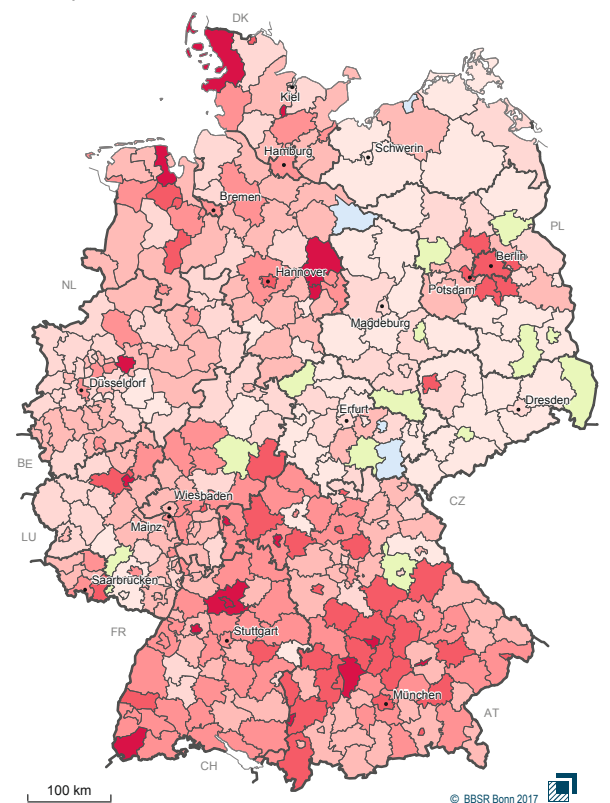 DK
Kiel
Schwerin
Hamburg
Bremen
PL
Berlin
Hannover
Potsdam
NL
Magdeburg
Düsseldorf
Dresden
Erfurt
BE
Wiesbaden
CZ
Mainz
LU
Saarbrücken
FR
Stuttgart
München
AT
CH
100 km
© BBSR Bonn 2017